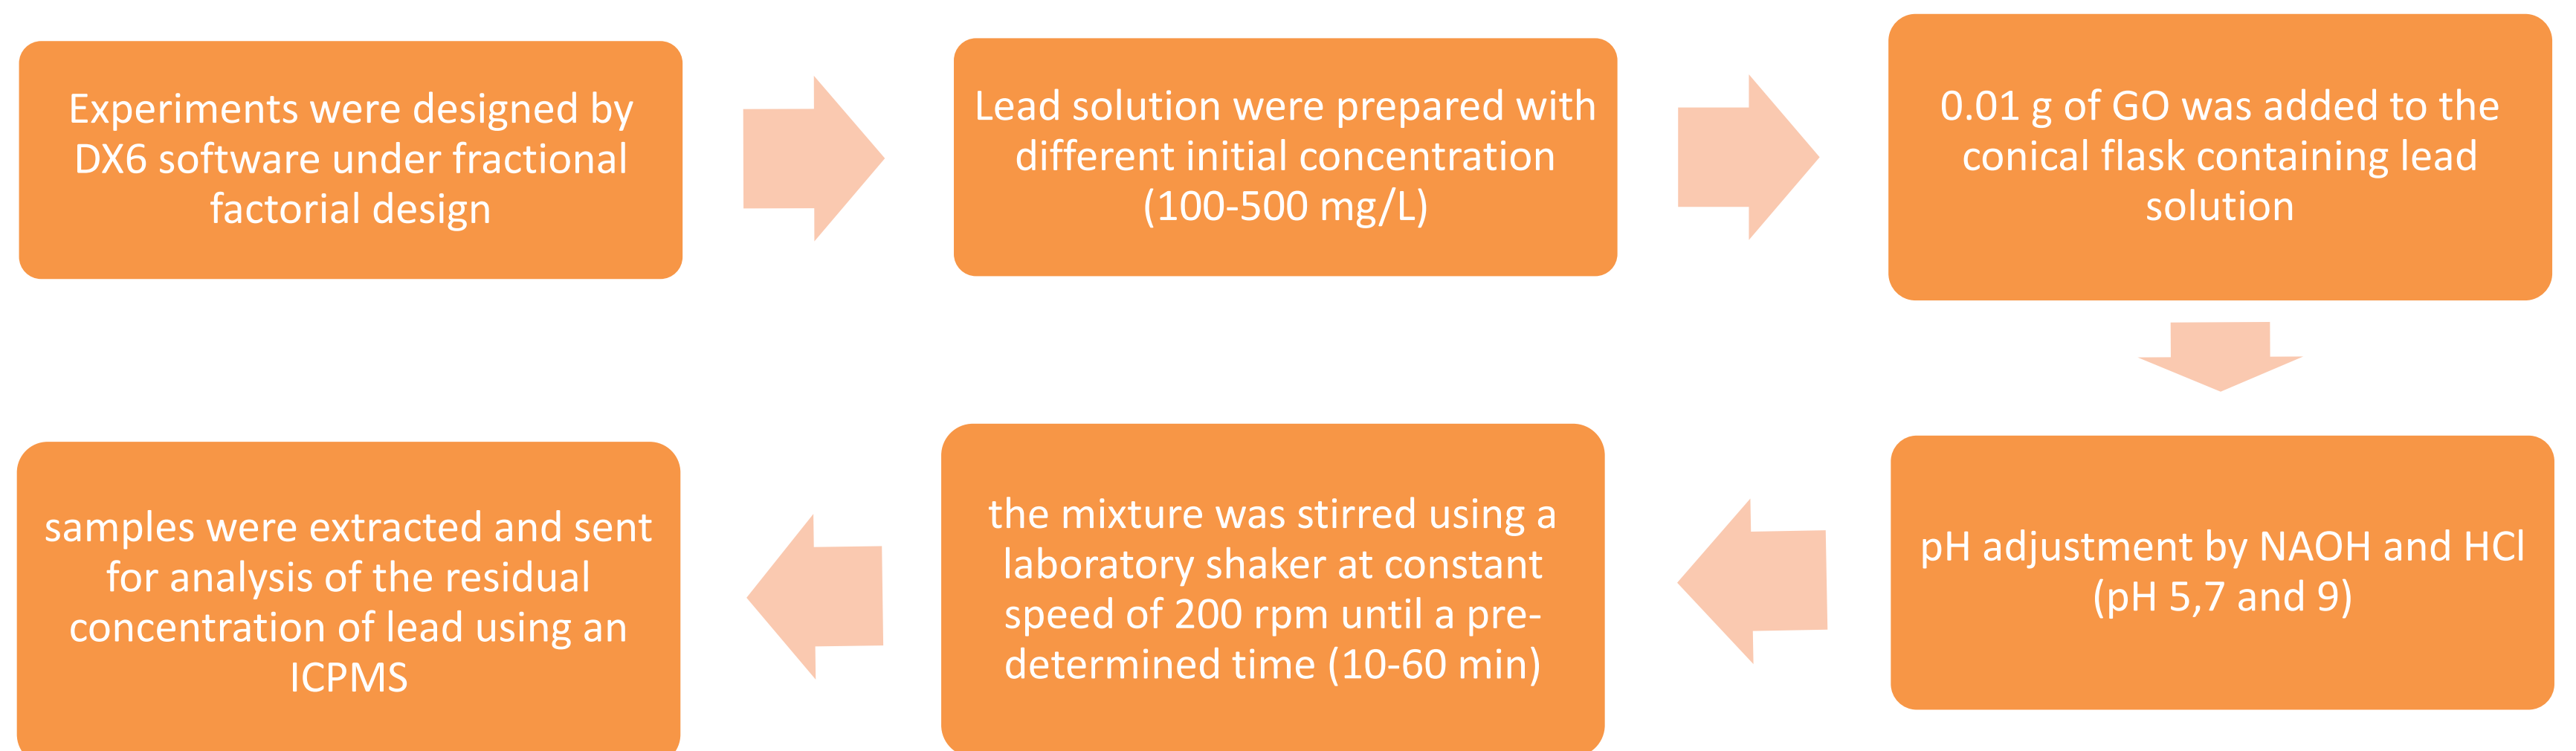 Experiments were designed by
DX6 software under fractional
factorial design
Lead solution were prepared with
different initial concentration
(100-500 mg/L)
0.01 g of GO was added to the
conical flask containing lead
solution
pH adjustment by NAOH and HCl
(pH 5,7 and 9)
the mixture was stirred using a
laboratory shaker at constant
speed of 200 rpm until a pre-
determined time (10-60 min)
samples were extracted and sent
for analysis of the residual
concentration of lead using an
ICPMS